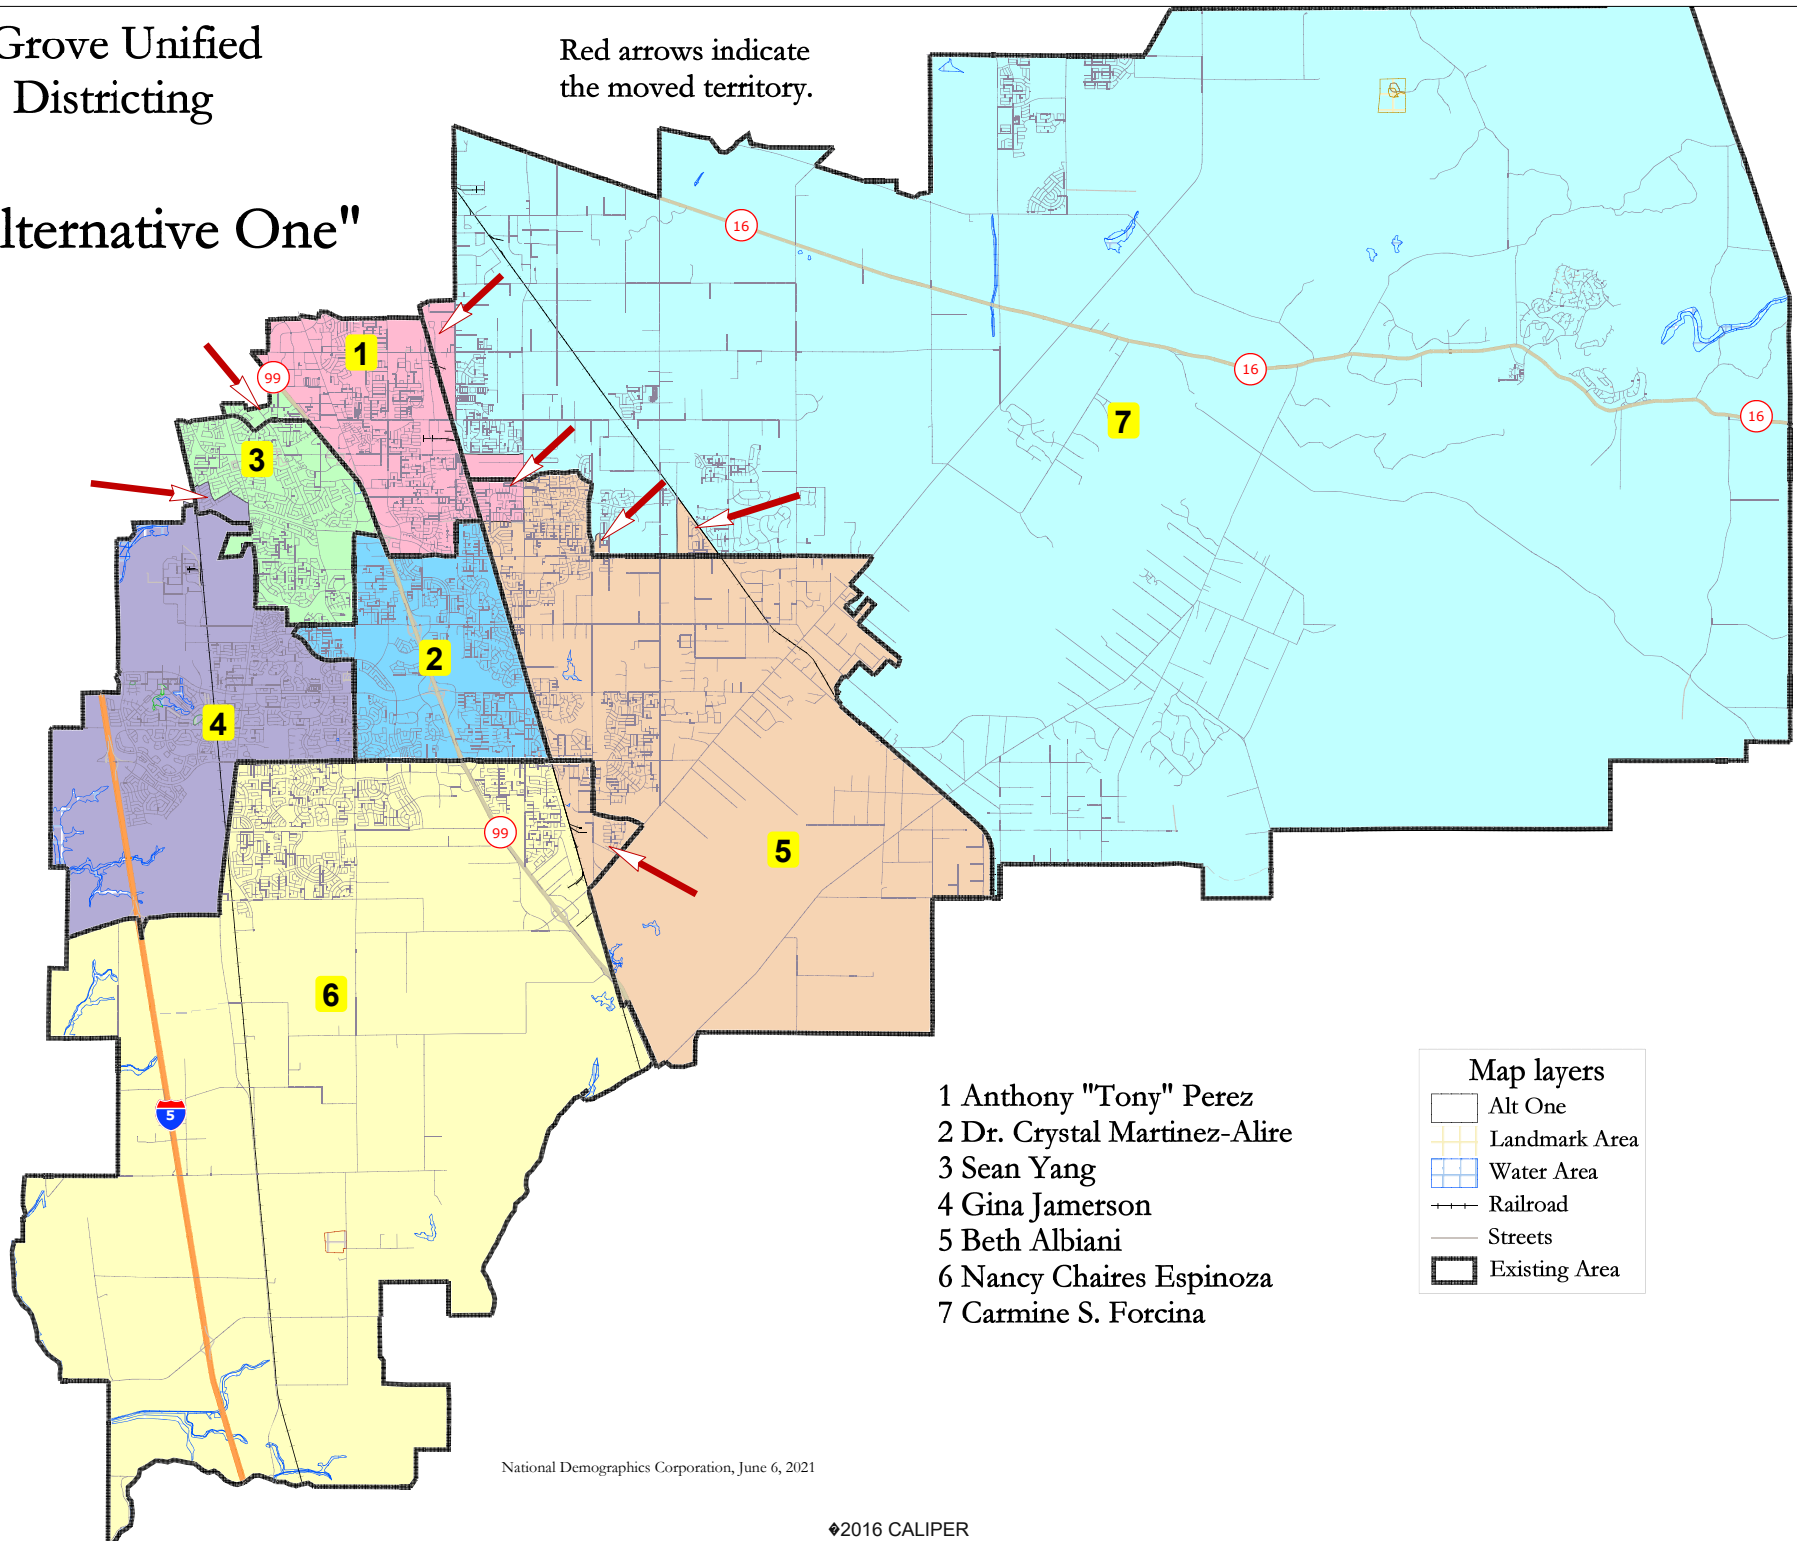 Grove Unified
Districting
lternative One"
Red arrows indicate
the moved territory.
16
16
16
99
99
5
1
2
3
4
5
6
7
1 Anthony "Tony" Perez
2 Dr. Crystal Martinez-Alire
3 Sean Yang
4 Gina Jamerson
5 Beth Albiani
6 Nancy Chaires Espinoza
7 Carmine S. Forcina
Map layers
Alt One
Landmark Area
Water Area
Railroad
Streets
Existing Area
National Demographics Corporation, June 6, 2021
�2016 CALIPER